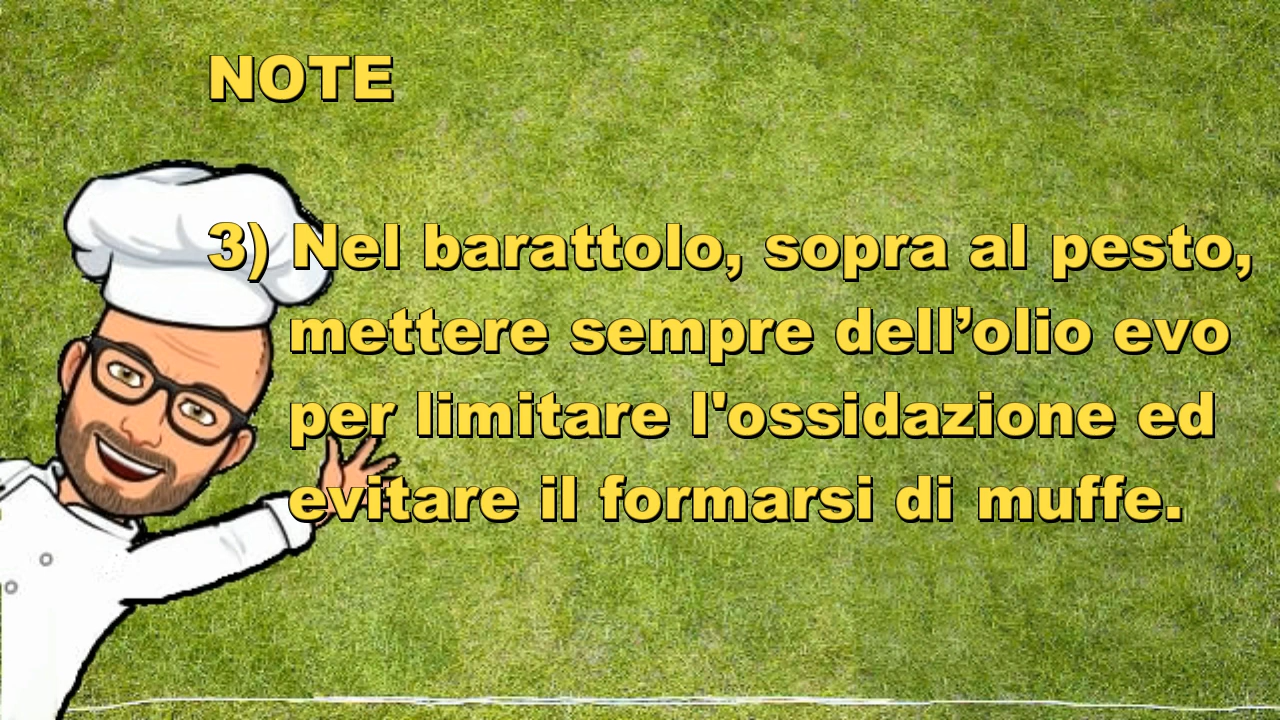 NOTE
3) Nel barattolo, sopra al pesto,
mettere sempre dell’olio evo
per limitare l'ossidazione ed
evitare il formarsi di muffe.